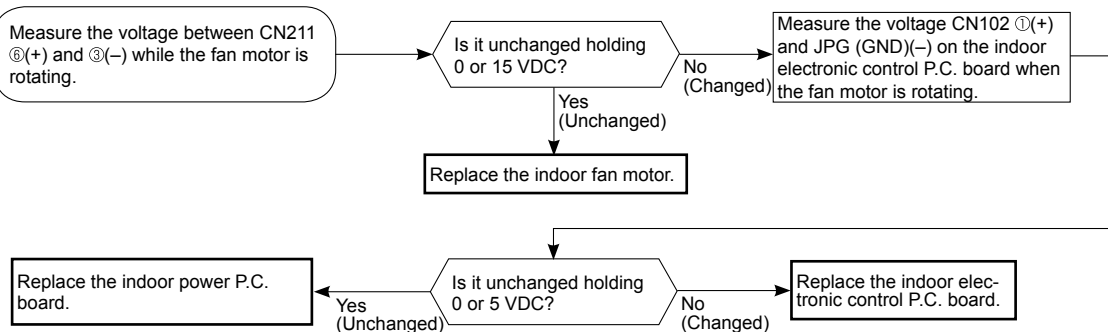 Measure the voltage between CN211
⑥(+) and ③(–) while the fan motor is
rotating.
Is it unchanged holding
0 or 15 VDC?
No
(Changed)
Measure the voltage CN102 ①(+)
and JPG (GND)(–) on the indoor
electronic control P.C. board when
the fan motor is rotating.
Yes
(Unchanged)
Replace the indoor fan motor.
Replace the indoor power P.C.
board.
Yes
(Unchanged)
Is it unchanged holding
0 or 5 VDC?
No
(Changed)
Replace the indoor elec-
tronic control P.C. board.